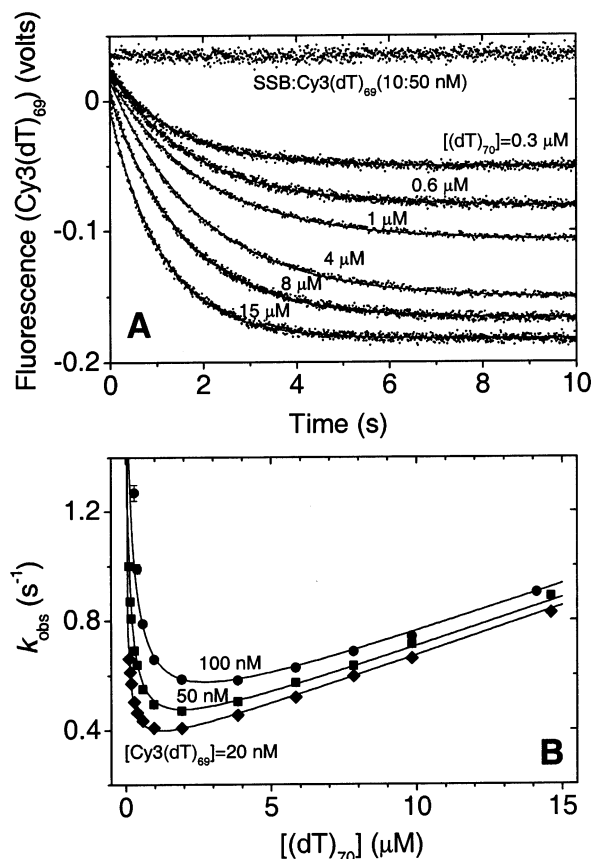 Fluorescence (Cy3(dT)69) (volts)
0
-0.1
-0.2
SSB:Cy3(dT)69(10:50 nM)
[(dT)70]=0.3 μM
0.6 μM
1 μM
4 μM
8 μM
15 μM
A
0 2 4 6 8 10
Time (s)
kobs (s-1)
1.2
0.8
0.4
100 nM
50 nM
[Cy3(dT)69]=20 nM
B
0 5 10 15
[(dT)70] (μM)